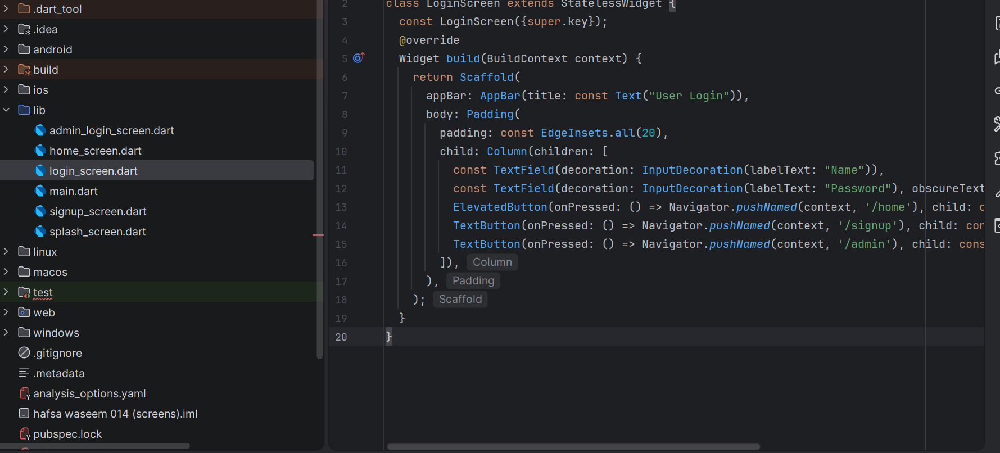 .dart_tool
.idea
android
build
ios
lib
admin_login_screen.dart
home_screen.dart
login_screen.dart
main.dart
signup_screen.dart
splash_screen.dart
linux
macos
test
web
windows
.gitignore
.metadata
analysis_options.yaml
hafsa waseem 014 (screens).iml
pubspec.lock
2 class LoginScreen extends StatelessWidget {
3 const LoginScreen({super.key});
4 @override
5 Widget build(BuildContext context) {
6 return Scaffold(
7 appBar: AppBar(title: const Text("User Login")),
8 body: Padding(
9 padding: const EdgeInsets.all(20),
10 child: Column(children: [
11 const TextField(decoration: InputDecoration(labelText: "Name")),
12 const TextField(decoration: InputDecoration(labelText: "Password"), obscureText
13 ElevatedButton(onPressed: () => Navigator.pushNamed(context, '/home'), child: c
14 TextButton(onPressed: () => Navigator.pushNamed(context, '/signup'), child: con
15 TextButton(onPressed: () => Navigator.pushNamed(context, '/admin'), child: cons
16 ]), Column
17 ), Padding
18 ); Scaffold
19 }
20 }